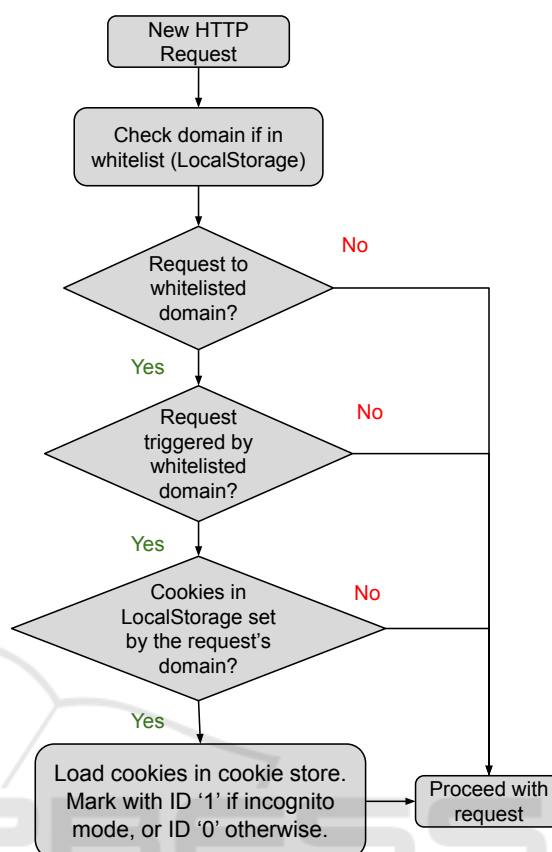 New HTTP
Request
Check domain if in
whitelist (LocalStorage)
No
Request to
whitelisted
domain?
Yes
No
Request
triggered by
whitelisted
domain?
Yes
No
Cookies in
LocalStorage set
by the request's
domain?
Yes
Load cookies in cookie store.
Mark with ID ‘1’ if incognito
mode, or ID ‘0’ otherwise.
Proceed with
request